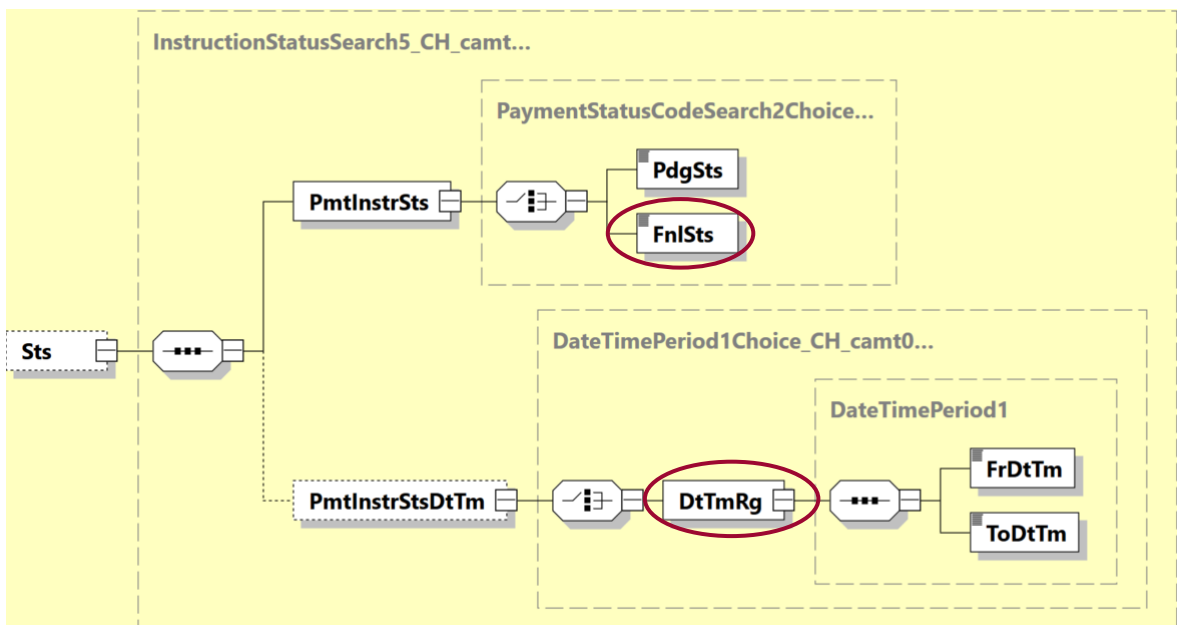 InstructionStatusSearch5_CH_camt...
PaymentStatusCodeSearch2Choice...
PdgSts
PmtInstrSts
FnlSts
DateTimePeriod1Choice_CH_camt0...
Sts
DateTimePeriod1
FrDtTm
PmtInstrStsDtTm
DtTmRg
ToDtTm